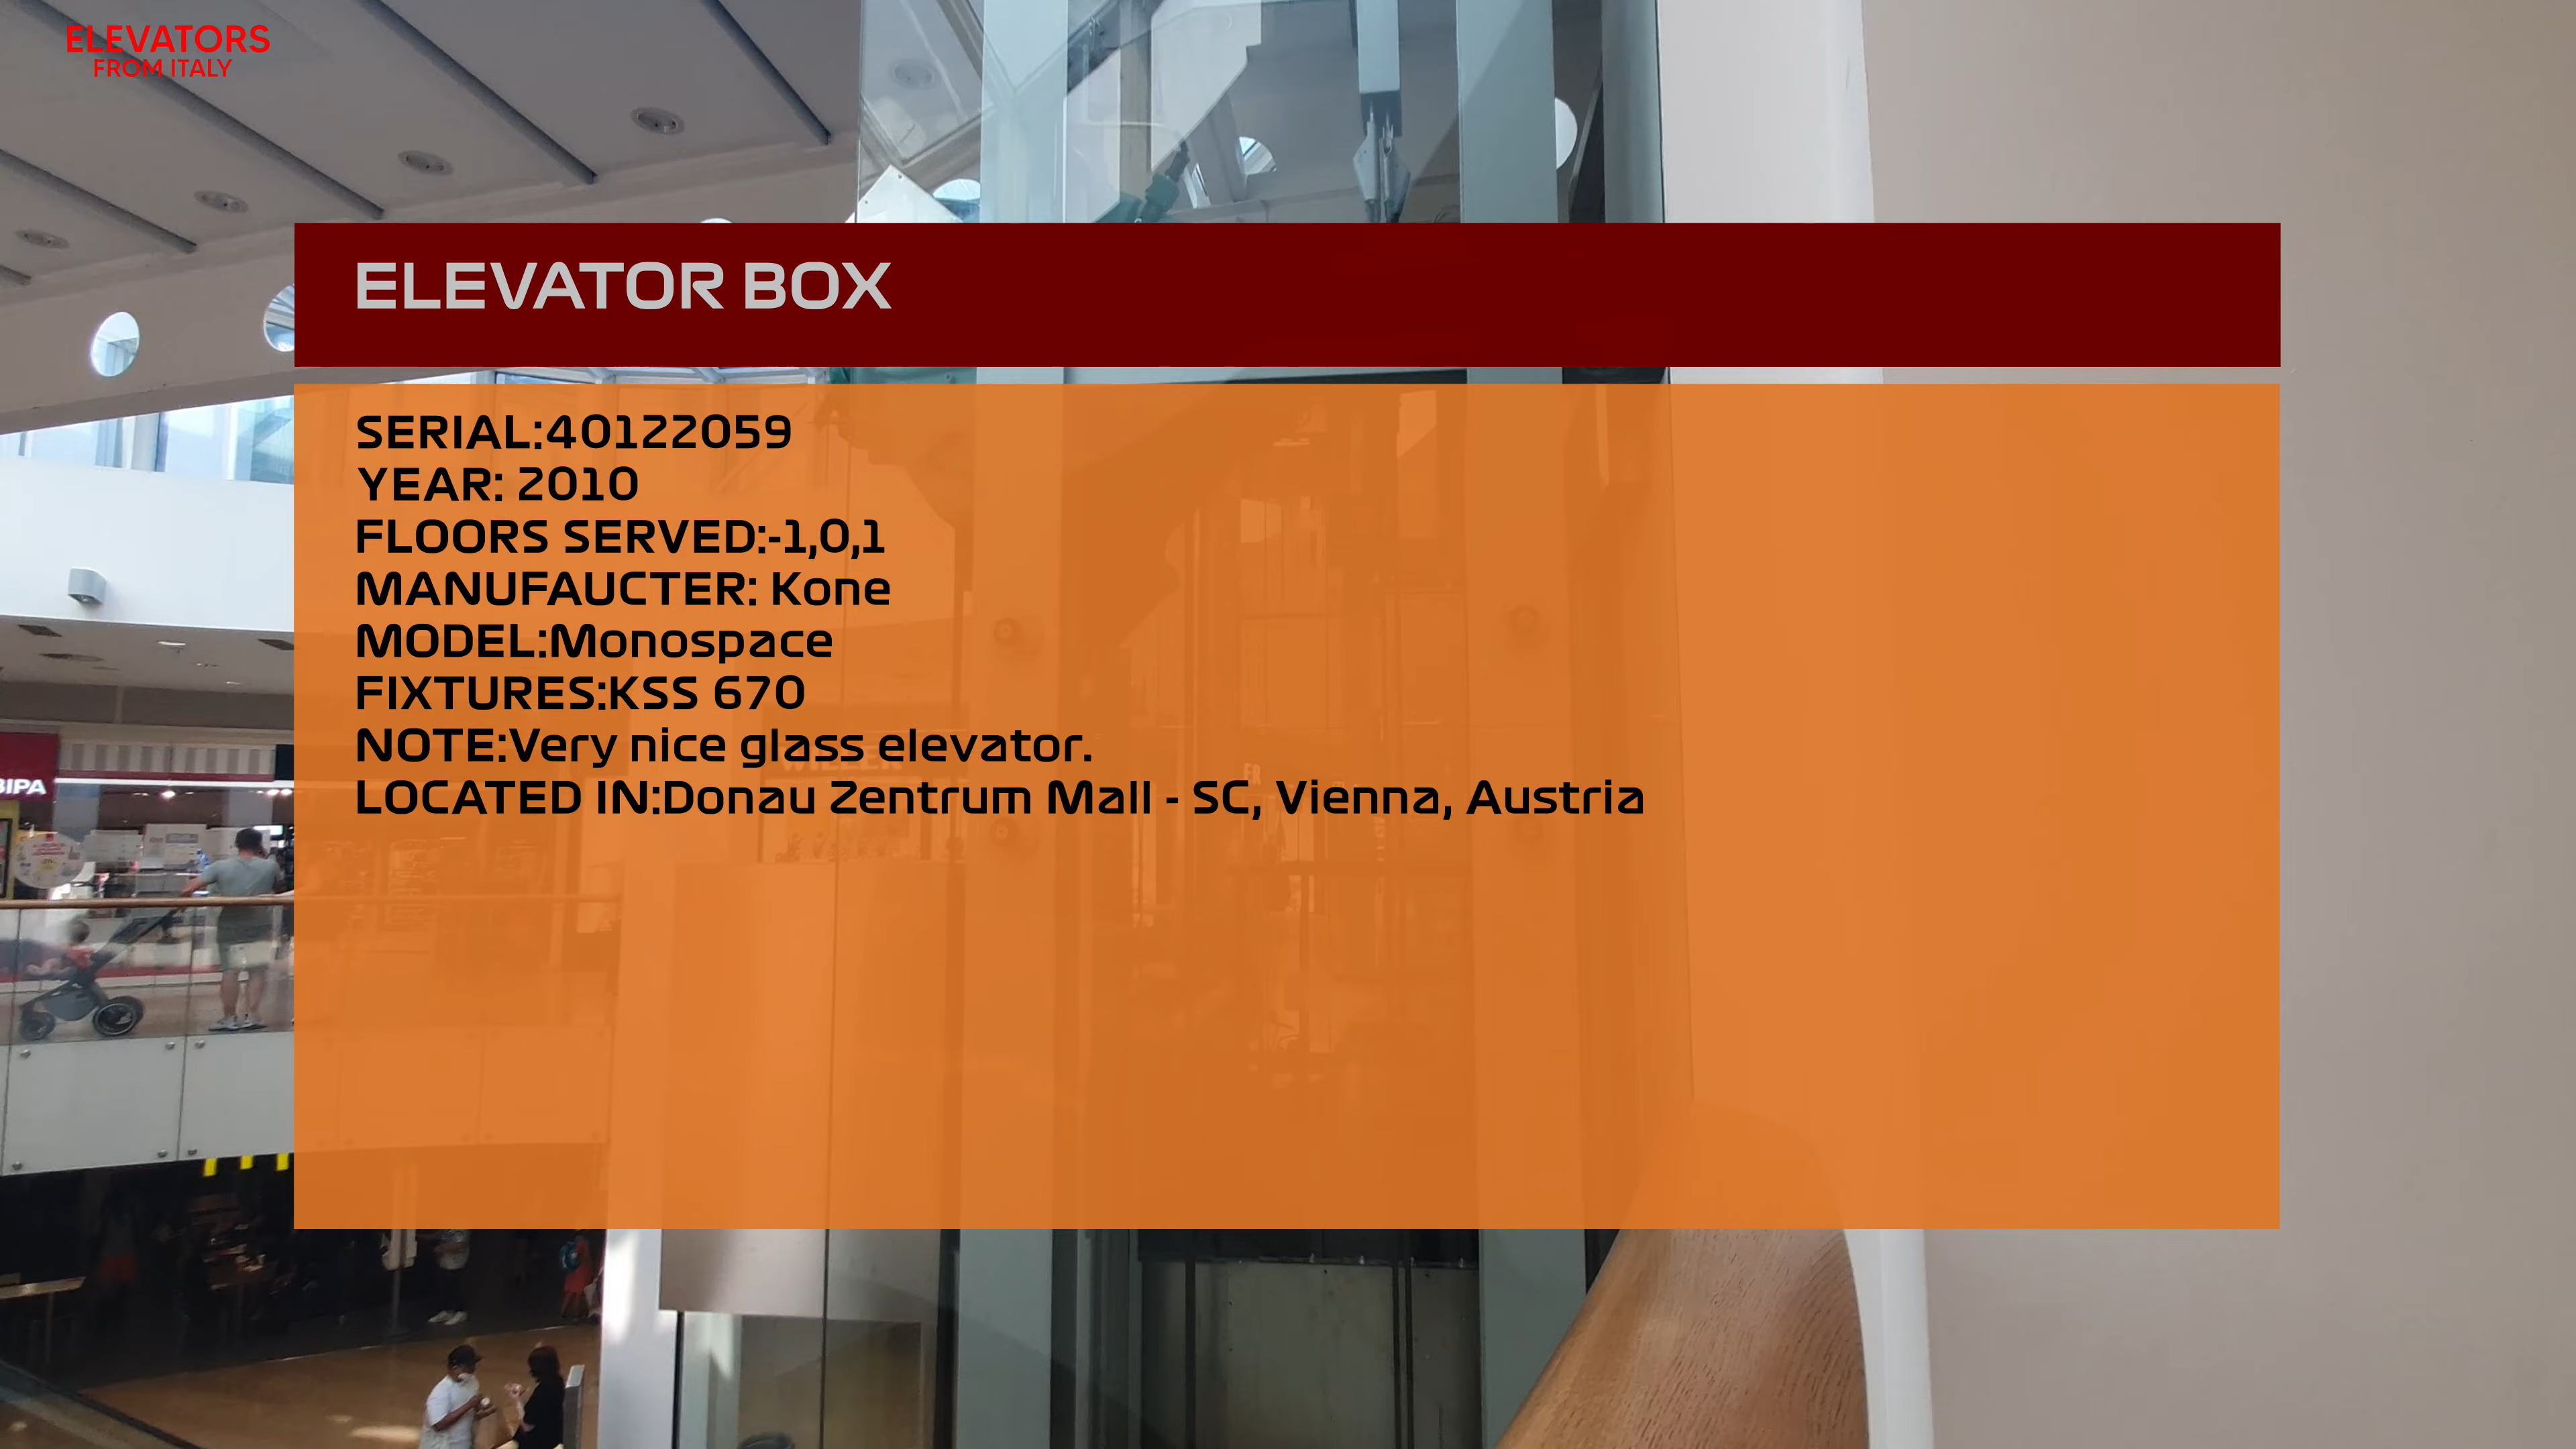 ELEVATORS
FROM ITALY
ELEVATOR BOX
SERIAL:40122059
YEAR: 2010
FLOORS SERVED:-1,0,1
MANUFAUCTER: Kone
MODEL:Monospace
FIXTURES:KSS 670
NOTE:Very nice glass elevator.
LOCATED IN:Donau Zentrum Mall - SC, Vienna, Austria
BIPA